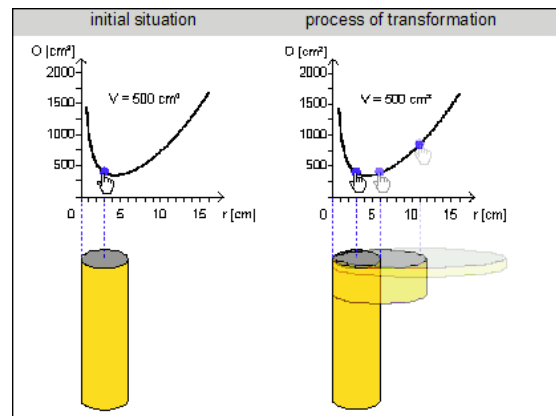 initial situation
process of transformation
O [cm²]
2000
1500
1000
500
V = 500 cm³
0
5
10
15
r [cm]
O [cm²]
2000
1500
1000
500
V = 500 cm³
0
5
10
15
r [cm]